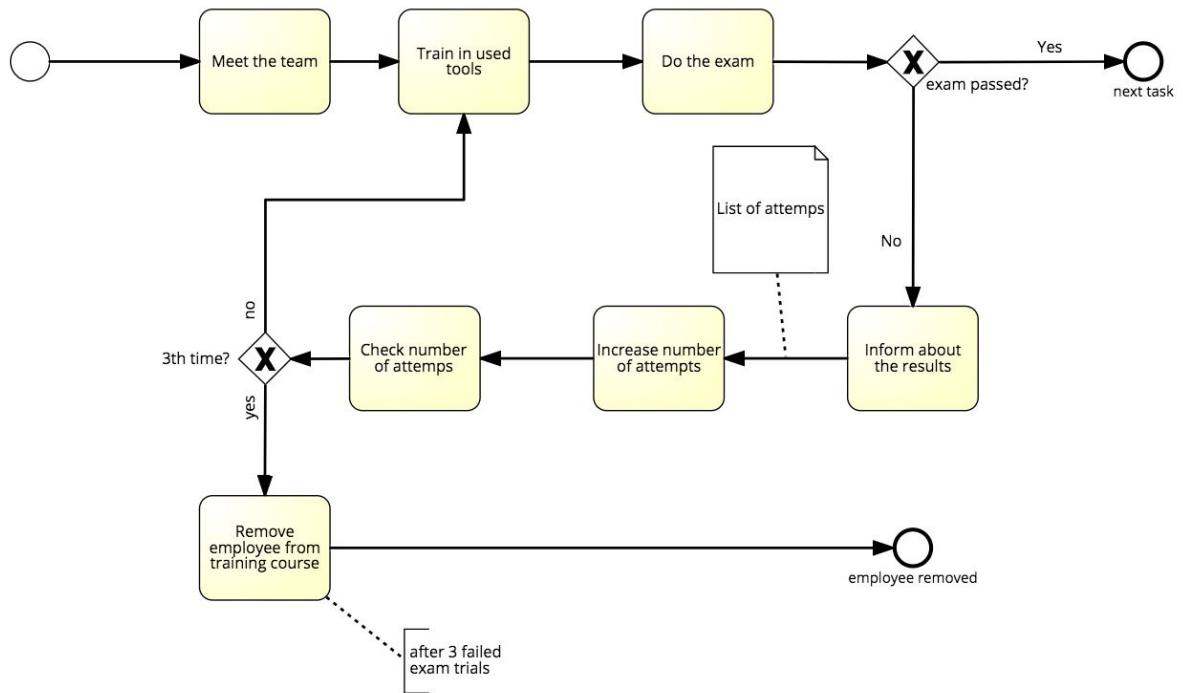 Meet the team
Train in used
tools
Do the exam
exam passed?
Yes
next task
No
List of attemps
Inform about
the results
Increase number
of attempts
Check number
of attemps
3th time?
no
yes
Remove
employee from
training course
employee removed
after 3 failed
exam trials